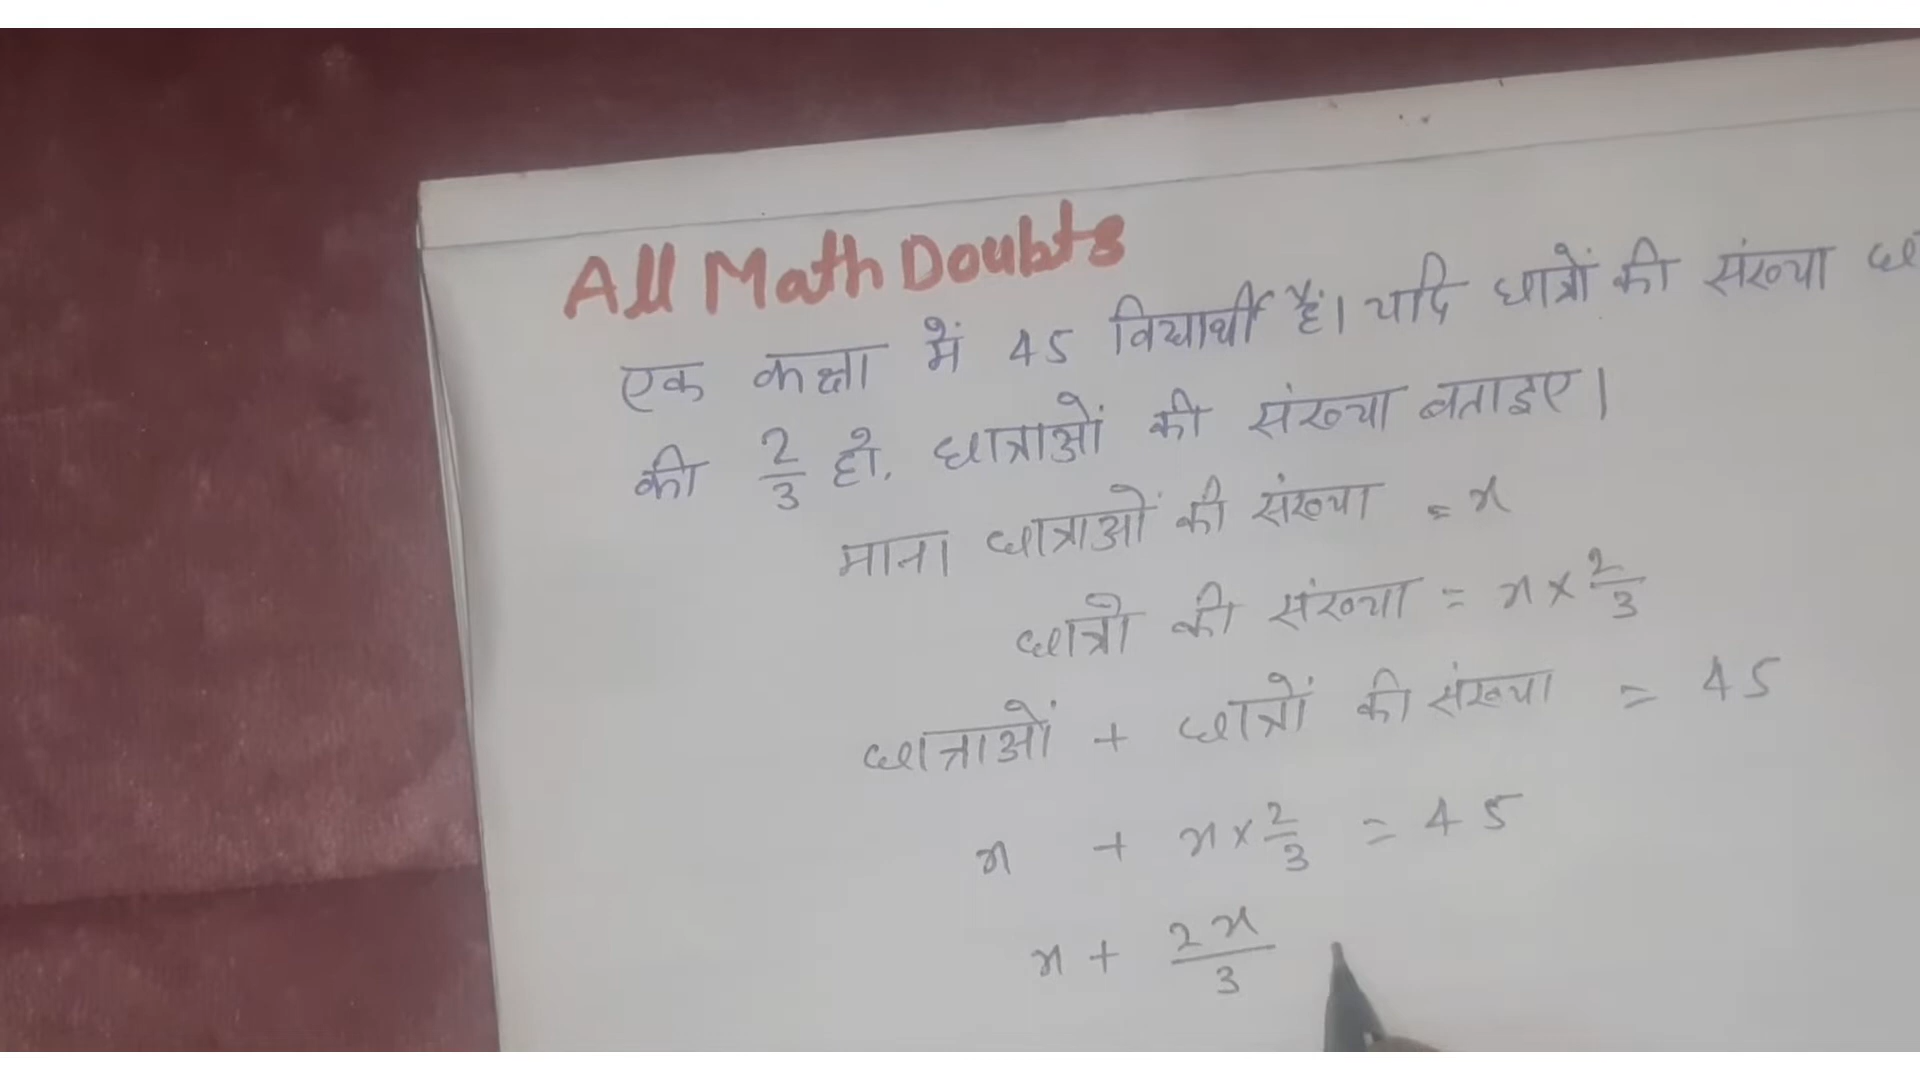 All Math Doubts
एक कक्षा में 45 विद्यार्थी हैं। यदि छात्रों की संख्या
की 2/3 हो, छात्राओं की संख्या बताइए।
माना छात्राओं की संख्या = x
छात्रो की संख्या = x × 2/3
छात्राओं + छात्रों की संख्या = 45
x + x × 2/3 = 45
x + 2x/3